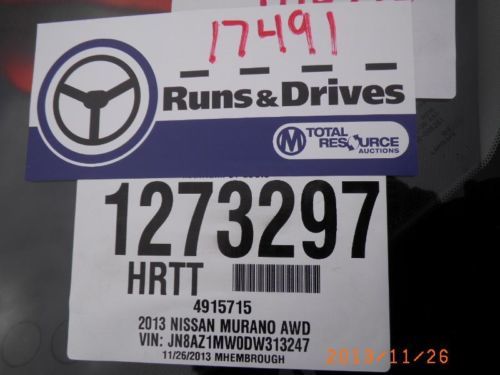 17491
Runs & Drives
M TOTAL RESOURCE AUCTIONS
1273297
HRTT
4915715
2013 NISSAN MURANO AWD
VIN: JN8AZ1MW0DW313247
11/26/2013 MHEMBROUGH
2013/11/26